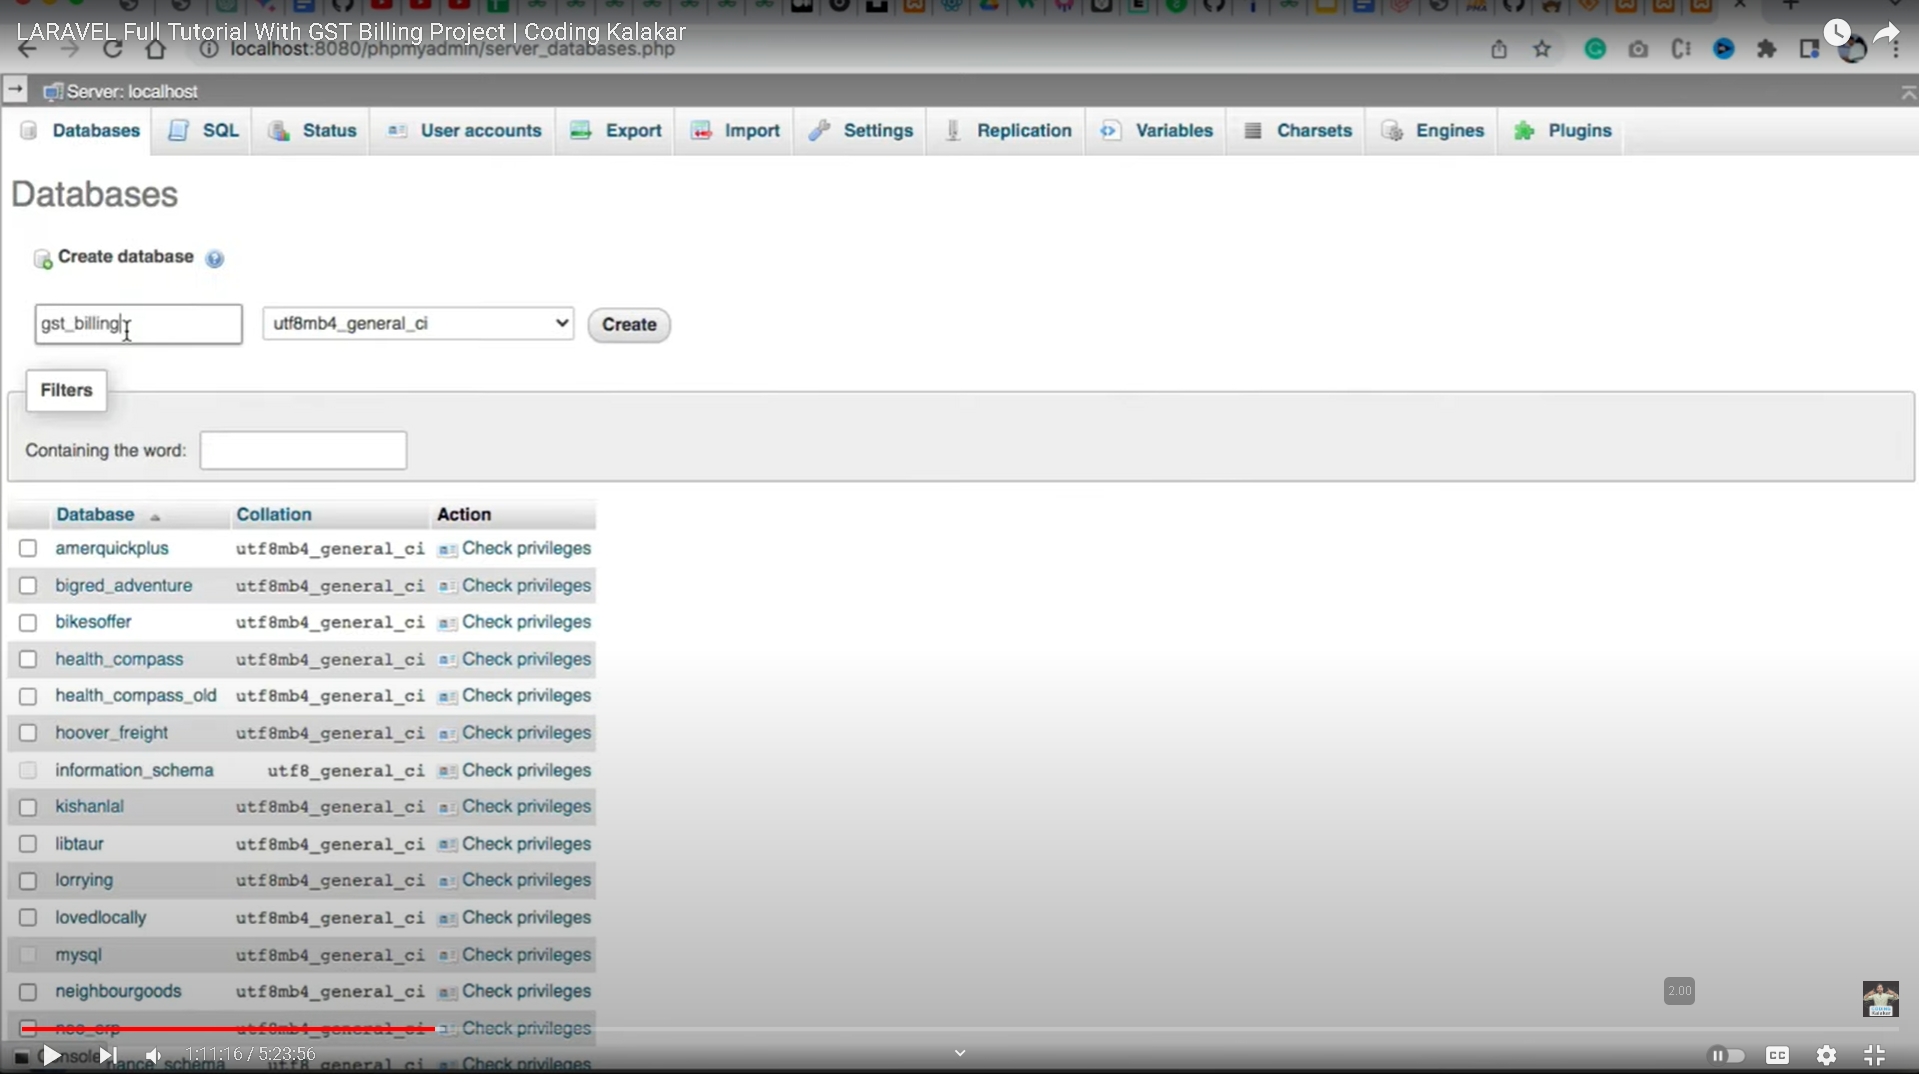 LARAVEL Full Tutorial With GST Billing Project | Coding Kalakar
localhost:8080/phpmyadmin/server_databases.php
Server: localhost
Databases SQL Status User accounts Export Import Settings Replication Variables Charsets Engines Plugins
Databases
Create database
gst_billing utf8mb4_general_ci Create
Filters
Containing the word:
Database Collation Action
amerquickplus utf8mb4_general_ci Check privileges
bigred_adventure utf8mb4_general_ci Check privileges
bikesoffer utf8mb4_general_ci Check privileges
health_compass utf8mb4_general_ci Check privileges
health_compass_old utf8mb4_general_ci Check privileges
hoover_freight utf8mb4_general_ci Check privileges
information_schema utf8_general_ci Check privileges
kishanlal utf8mb4_general_ci Check privileges
libtaur utf8mb4_general_ci Check privileges
lorrying utf8mb4_general_ci Check privileges
lovedlocally utf8mb4_general_ci Check privileges
mysql utf8mb4_general_ci Check privileges
neighbourgoods utf8mb4_general_ci Check privileges
2.00
utf8mb4_general_ci Check privileges
Console
1:11:16 / 5:23:56
CC
utf8_general_ci Check privileges